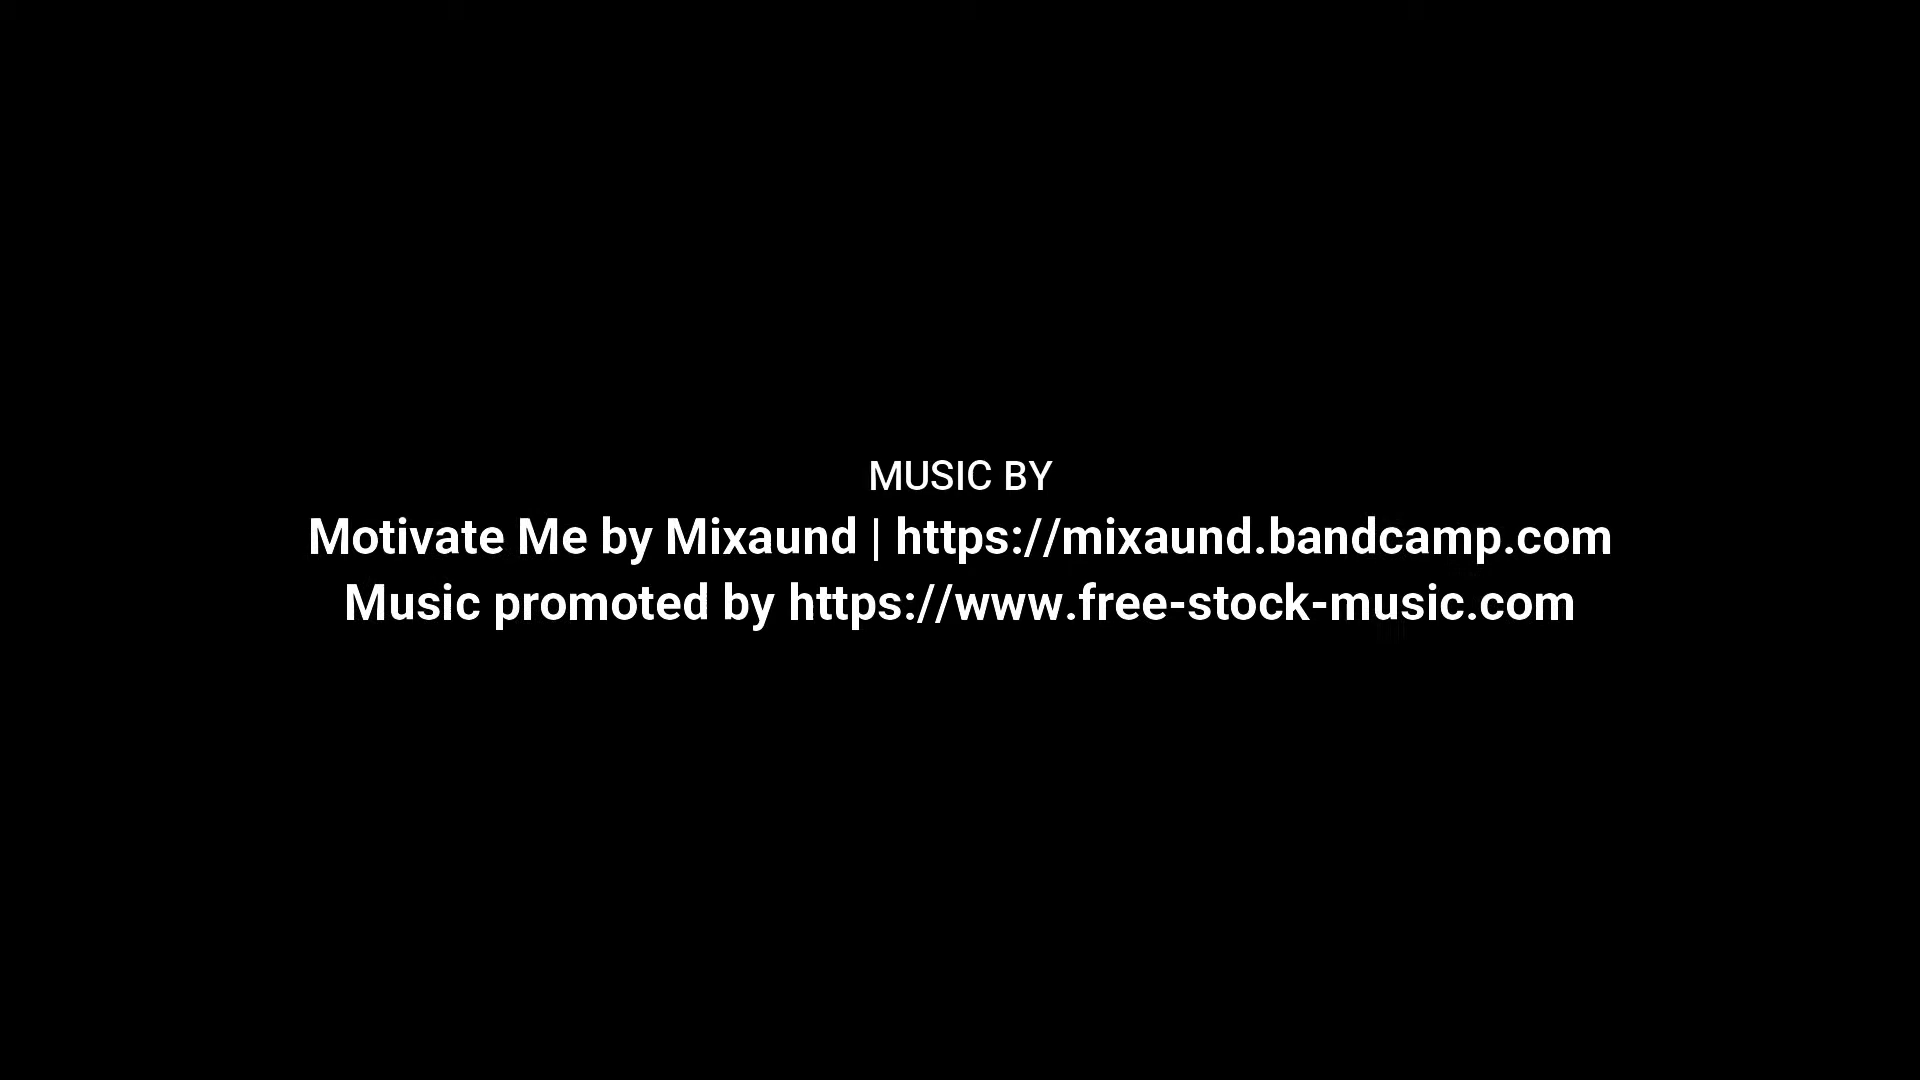 MUSIC BY
Motivate Me by Mixaund | https://mixaund.bandcamp.com
Music promoted by https://www.free-stock-music.com